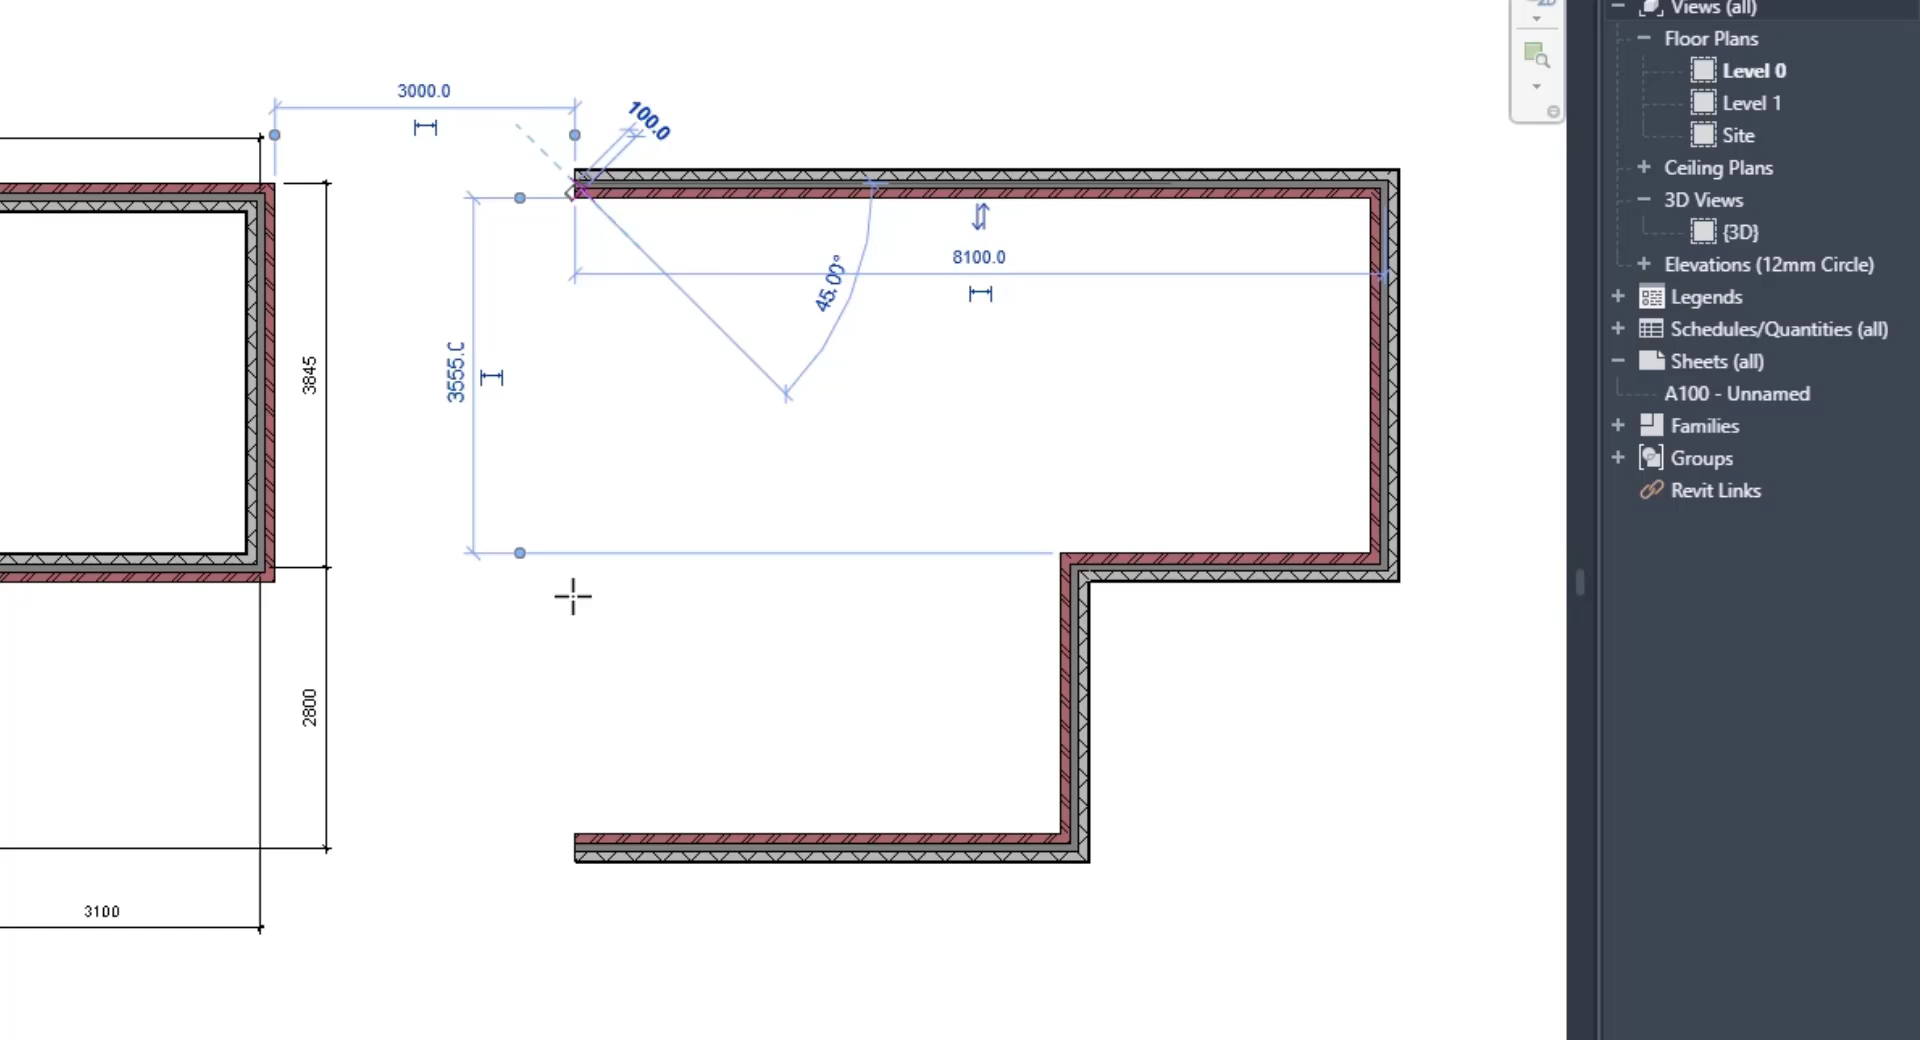 3000.0
100.0
8100.0
45.00°
3555.0
3845
2800
3100
Views (all)
Floor Plans
Level 0
Level 1
Site
Ceiling Plans
3D Views
{3D}
Elevations (12mm Circle)
Legends
Schedules/Quantities (all)
Sheets (all)
A100 - Unnamed
Families
Groups
Revit Links